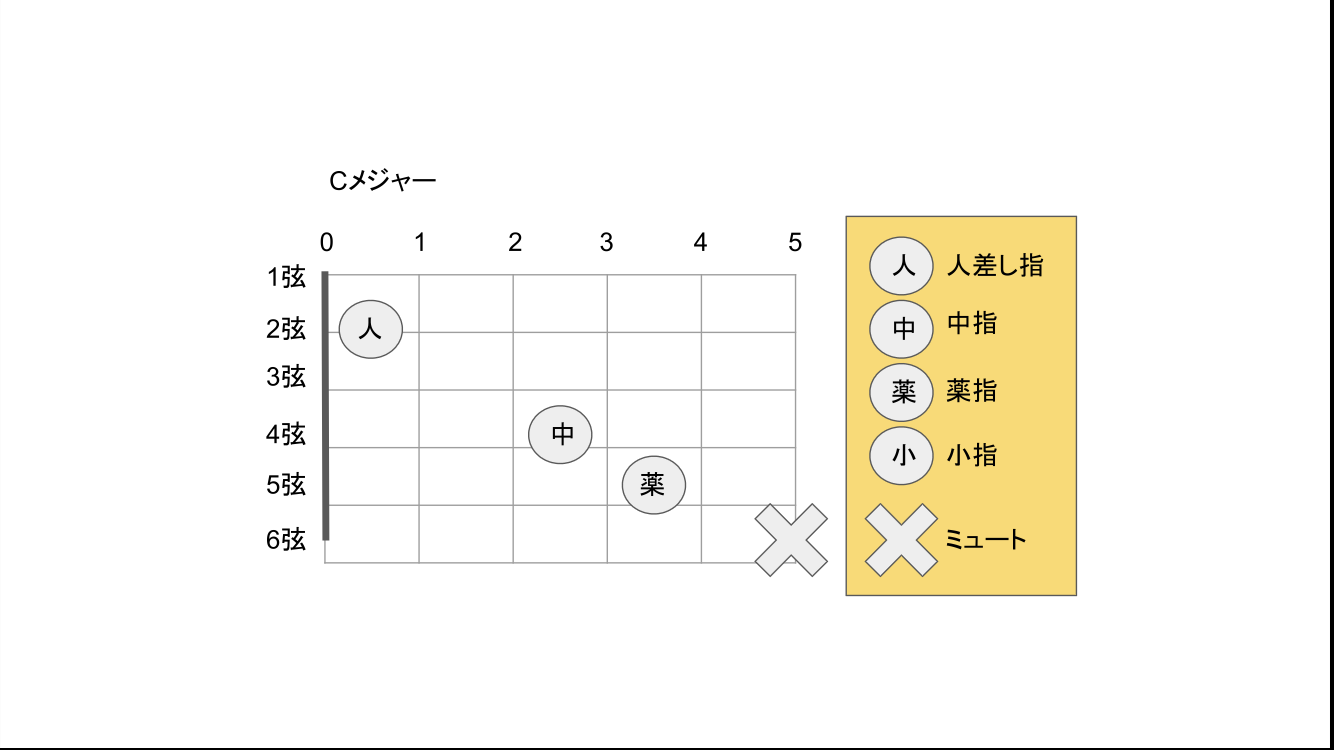 Cメジャー
0 1 2 3 4 5
1弦
2弦 人
3弦
4弦 中
5弦 薬
6弦
人 人差し指
中 中指
薬 薬指
小 小指
ミュート